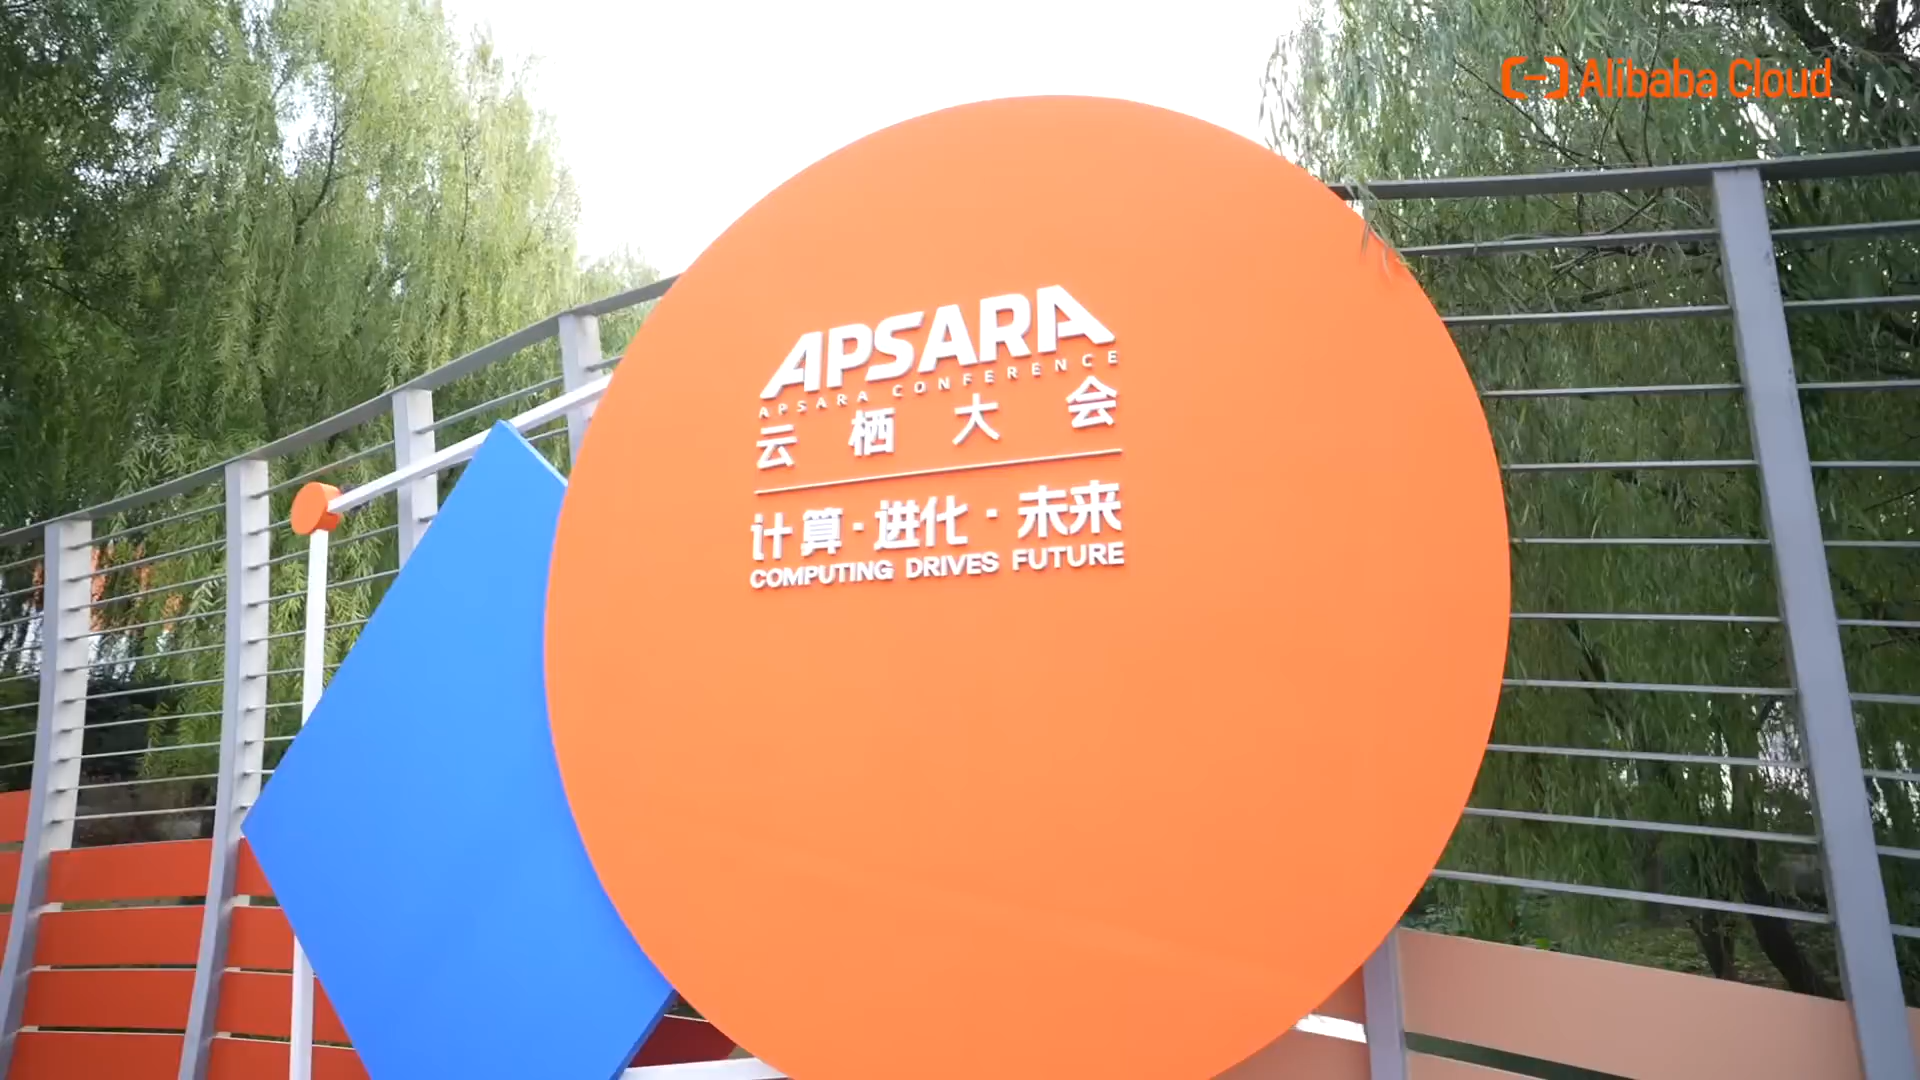 Alibaba Cloud
APSARA
APSARA CONFERENCE
云栖大会
计算·进化·未来
COMPUTING DRIVES FUTURE